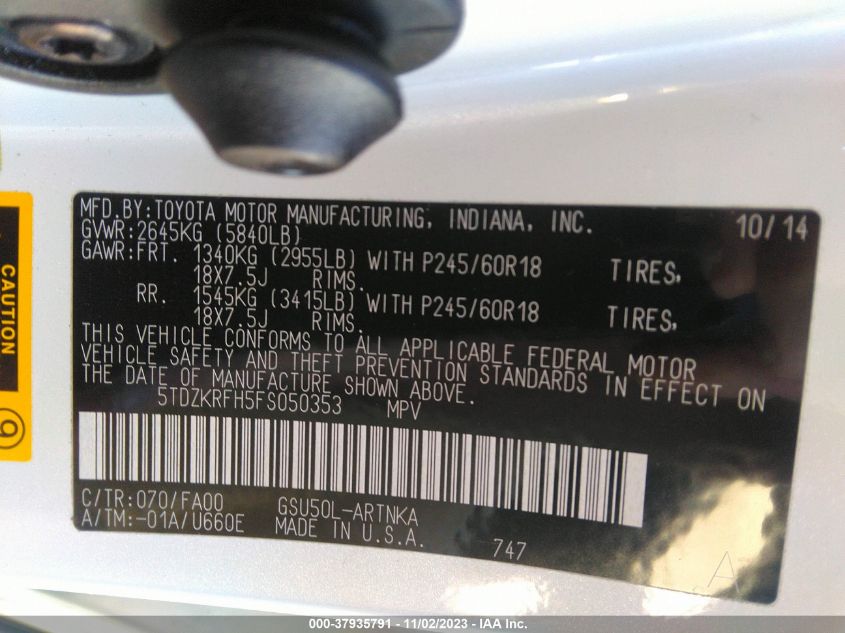 MFD.BY:TOYOTA MOTOR MANUFACTURING, INDIANA, INC. 10/14
GVWR:2645KG (5840LB)
GAWR:FRT. 1340KG (2955LB) WITH P245/60R18 TIRES,
18X7.5J RIMS.
RR. 1545KG (3415LB) WITH P245/60R18 TIRES,
18X7.5J RIMS.
THIS VEHICLE CONFORMS TO ALL APPLICABLE FEDERAL MOTOR
VEHICLE SAFETY AND THEFT PREVENTION STANDARDS IN EFFECT ON
THE DATE OF MANUFACTURE SHOWN ABOVE.
5TDZKRFH5FS050353 MPV
C/TR:070/FA00 GSU50L-ARTNKA
A/TM:-01A/U660E MADE IN U.S.A. 747
A
CAUTION
000-37935791 - 11/02/2023 - IAA Inc.